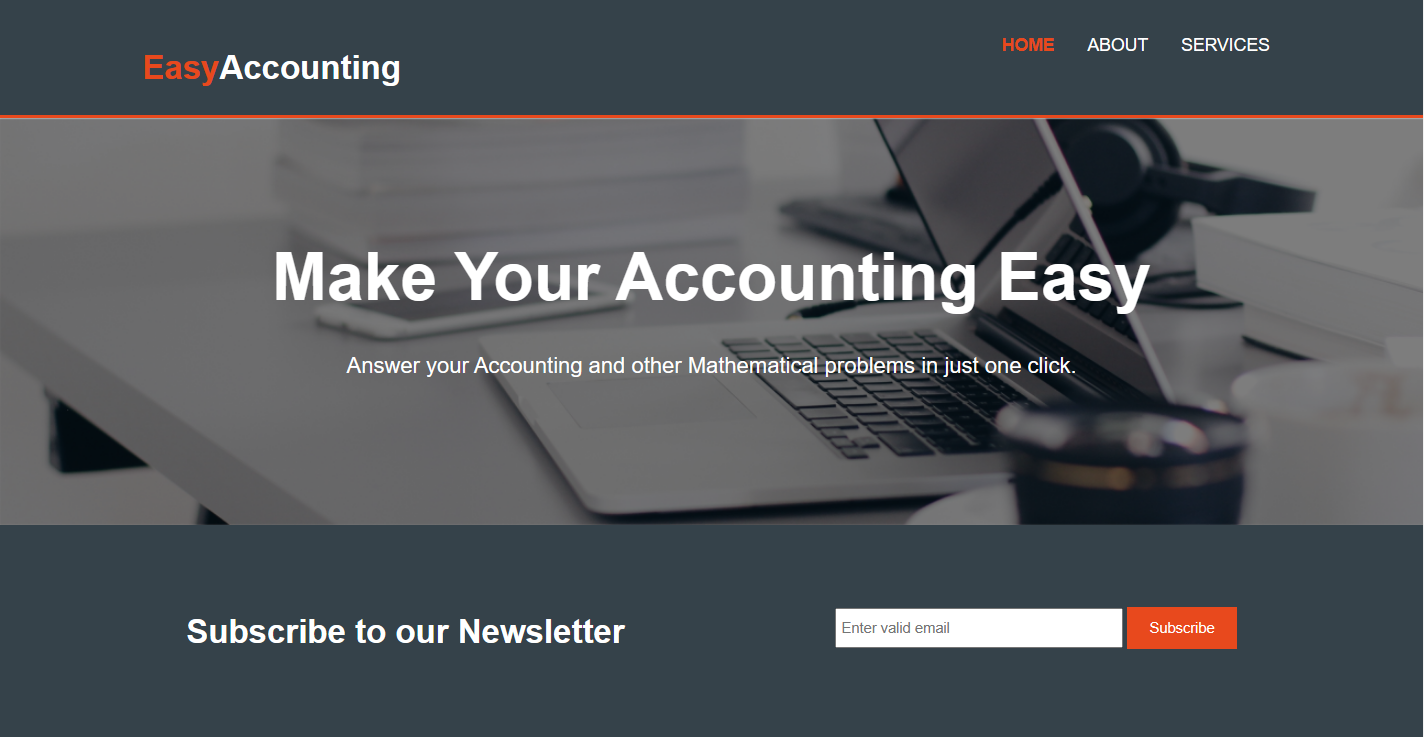 EasyAccounting
HOME ABOUT SERVICES
Make Your Accounting Easy
Answer your Accounting and other Mathematical problems in just one click.
Subscribe to our Newsletter
Enter valid email
Subscribe